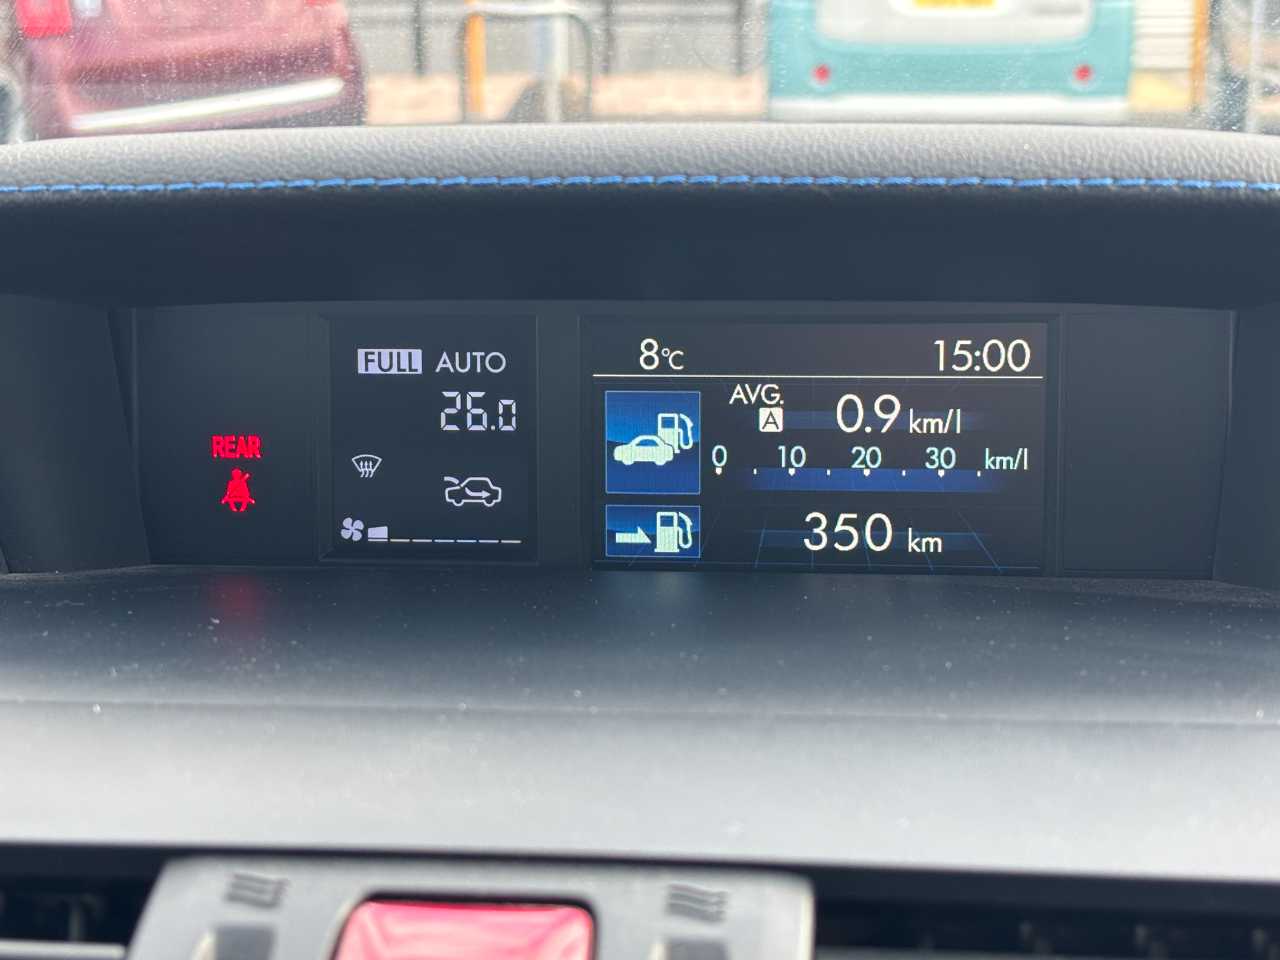 8°C 15:00
FULL AUTO
26.0
REAR
AVG.
A 0.9 km/l
0 10 20 30 km/l
350 km